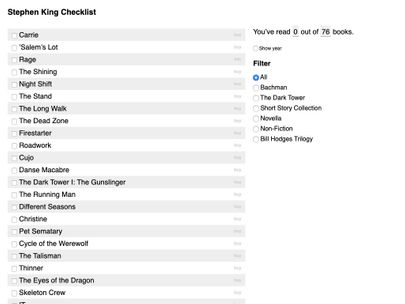 Stephen King Checklist
Carrie
'Salem's Lot
Rage
The Shining
Night Shift
The Stand
The Long Walk
The Dead Zone
Firestarter
Roadwork
Cujo
Danse Macabre
The Dark Tower I: The Gunslinger
The Running Man
Different Seasons
Christine
Pet Sematary
Cycle of the Werewolf
The Talisman
Thinner
The Eyes of the Dragon
Skeleton Crew
IT
You've read 0 out of 76 books.
Show year
Filter
All
Bachman
The Dark Tower
Short Story Collection
Novella
Non-Fiction
Bill Hodges Trilogy